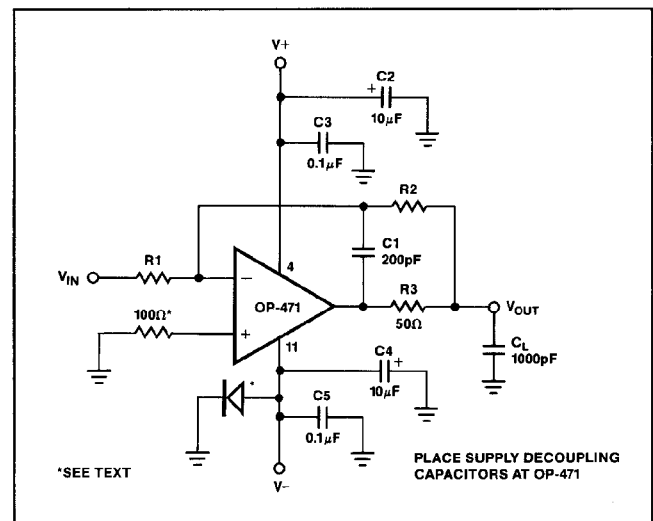 V+
C2
+
10µF
C3
0.1µF
R2
C1
200pF
R1
VIN
−
4
OP-471
R3
50Ω
VOUT
100Ω*
+
11
CL
1000pF
C4
+
10µF
*
C5
0.1µF
*SEE TEXT
V−
PLACE SUPPLY DECOUPLING
CAPACITORS AT OP-471